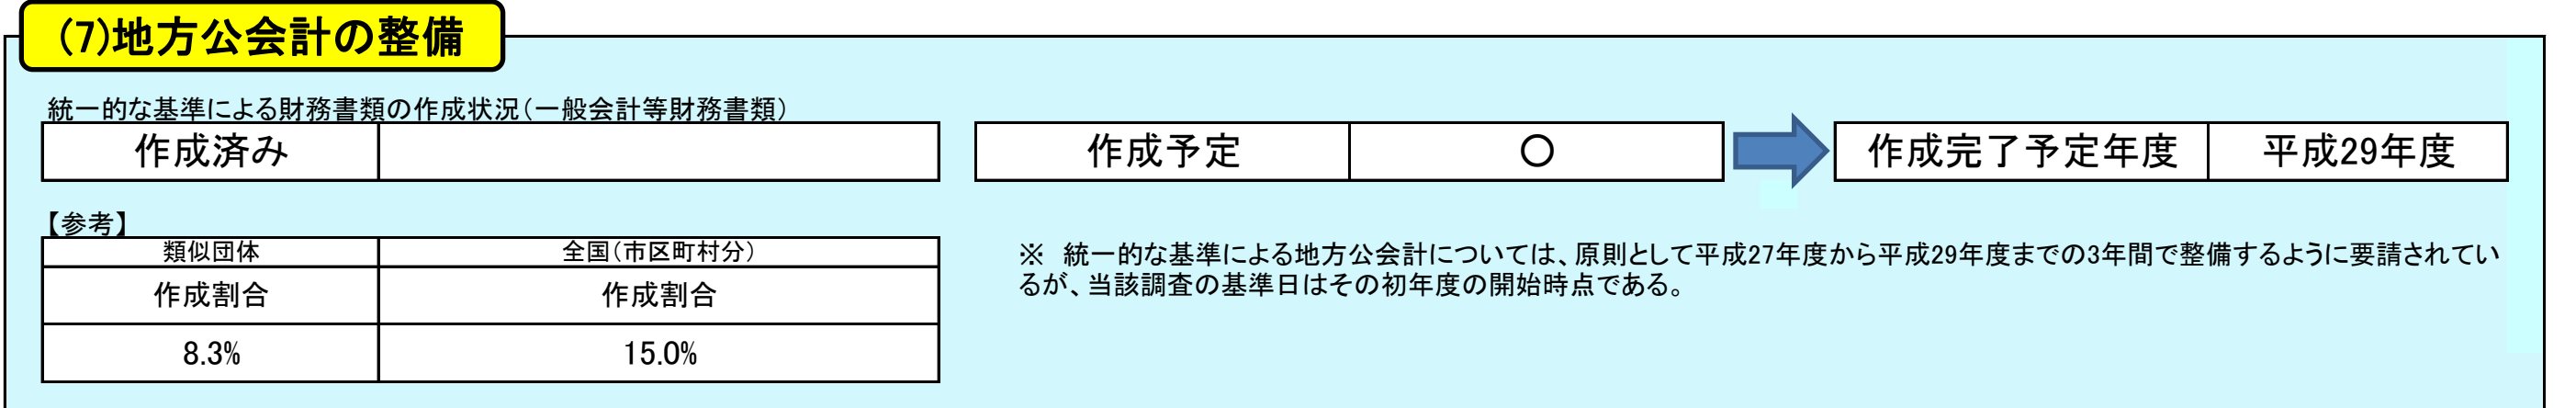 (7)地方公会計の整備
統一的な基準による財務書類の作成状況(一般会計等財務書類)
作成済み 作成予定 〇 作成完了予定年度 平成29年度
【参考】
類似団体 全国(市区町村分)
作成割合 作成割合
8.3% 15.0%
※ 統一的な基準による地方公会計については、原則として平成27年度から平成29年度までの3年間で整備するように要請されてい
るが、当該調査の基準日はその初年度の開始時点である。